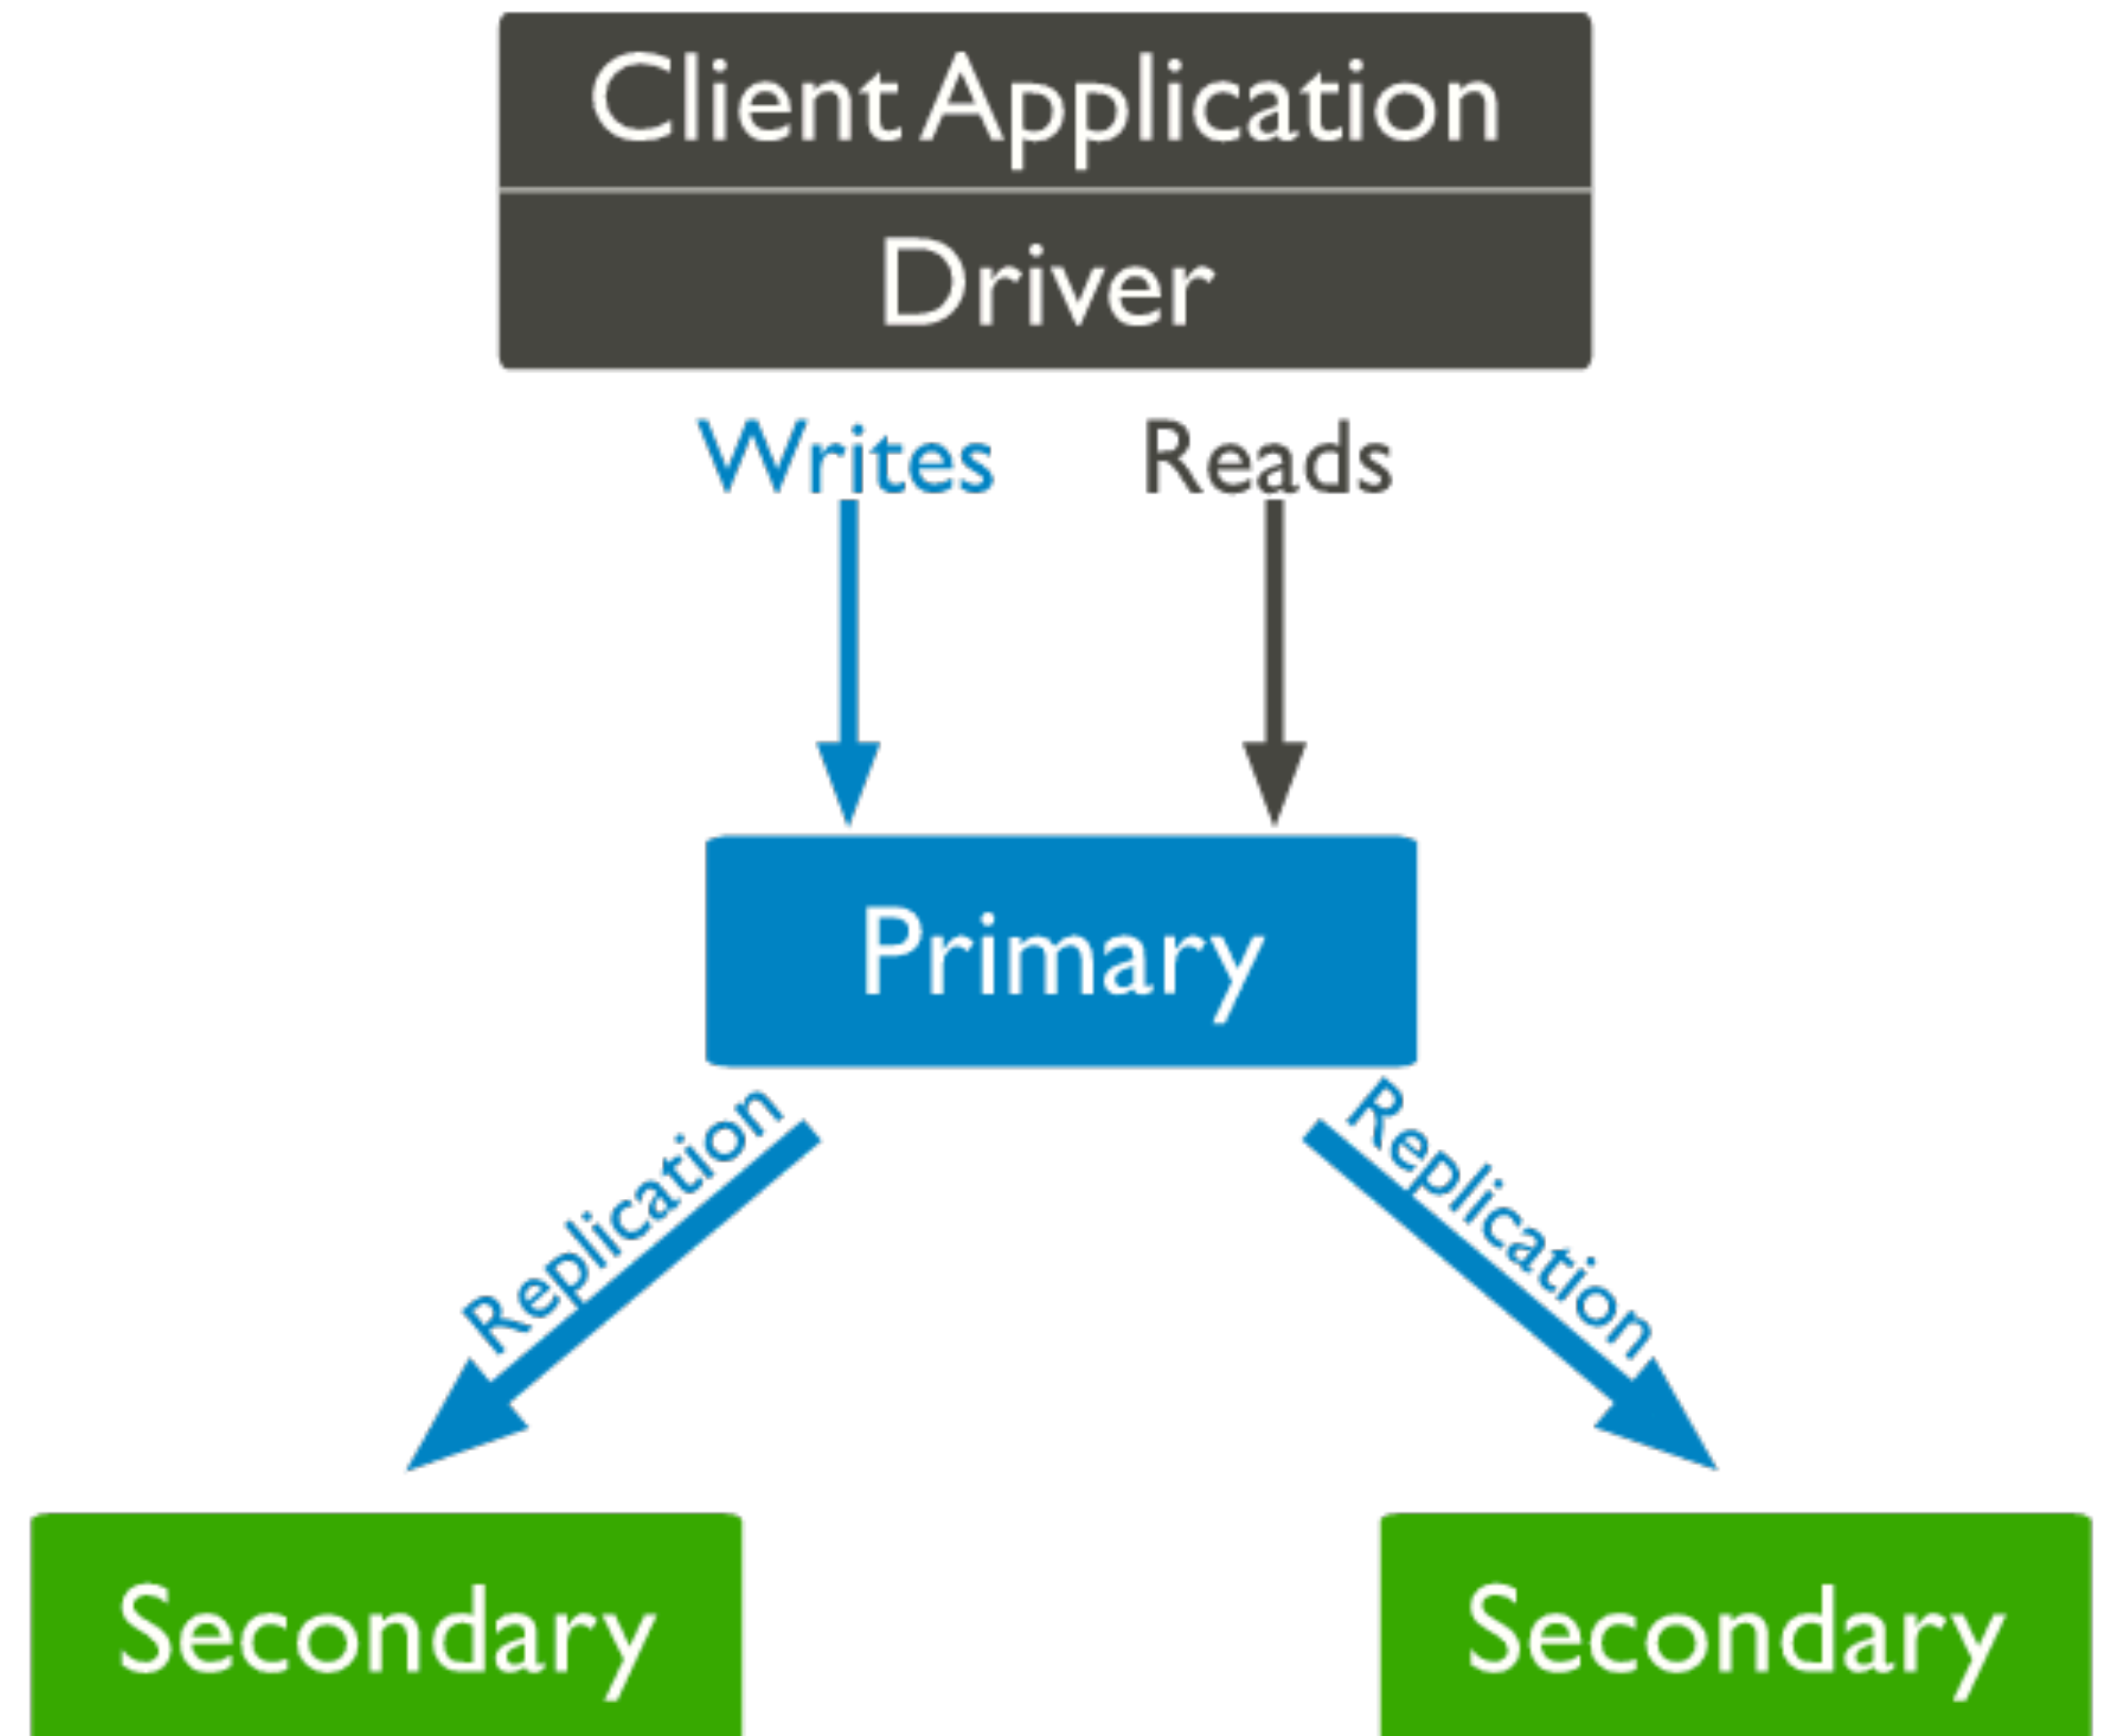 Client Application
Driver
Writes
Reads
Primary
Replication
Replication
Secondary
Secondary